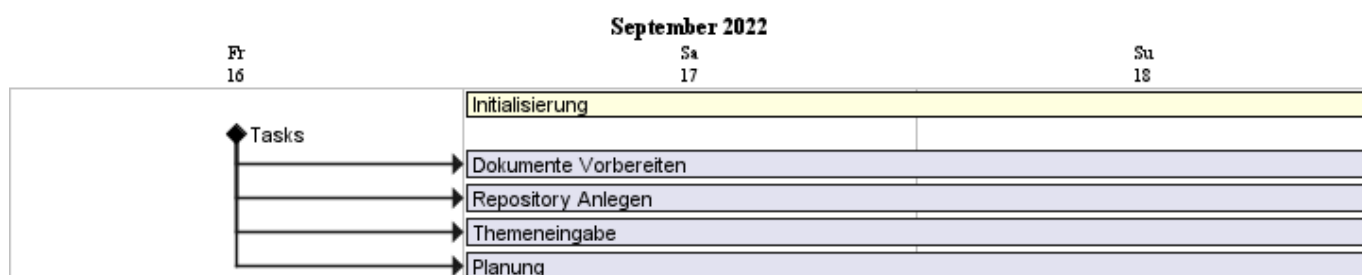 September 2022
Fr Sa Su
16 17 18
Initialisierung
Tasks
Dokumente Vorbereiten
Repository Anlegen
Themeneingabe
Planung